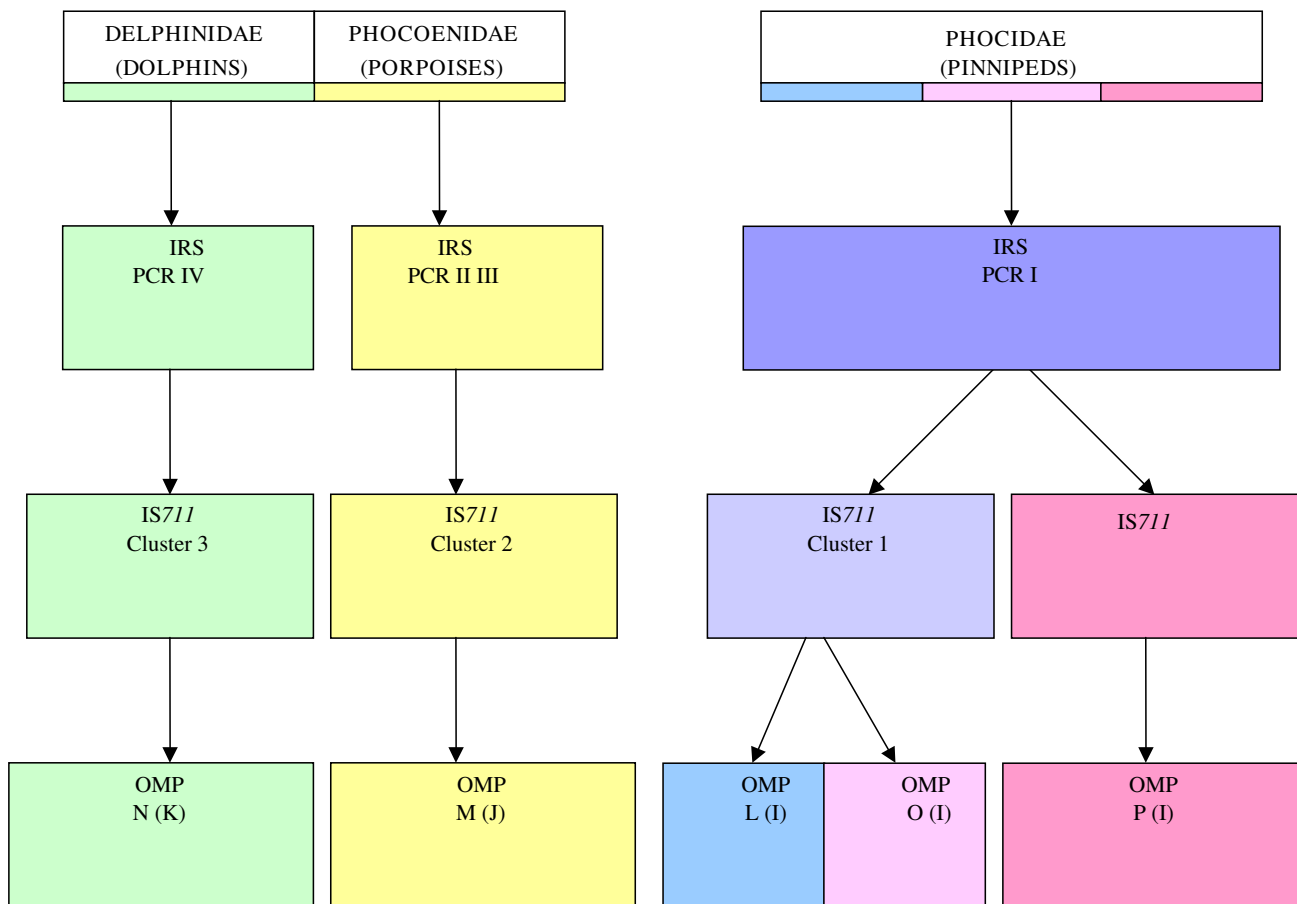 DELPHINIDAE
(DOLPHINS)
PHOCOENIDAE
(PORPOISES)
PHOCIDAE
(PINNIPEDS)
IRS
PCR IV
IRS
PCR II III
IRS
PCR I
IS711
Cluster 3
IS711
Cluster 2
IS711
Cluster 1
IS711
OMP
N (K)
OMP
M (J)
OMP
L (I)
OMP
O (I)
OMP
P (I)